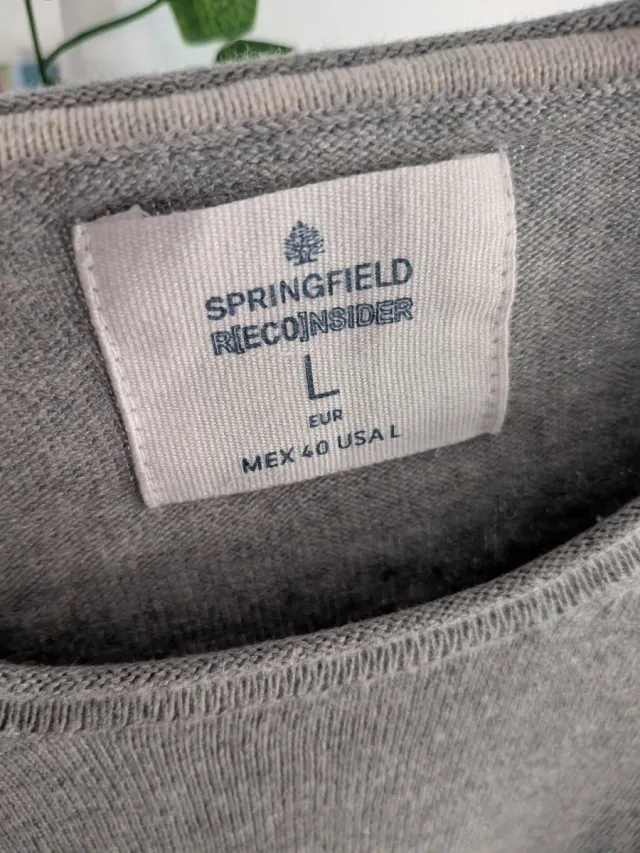 SPRINGFIELD
R[ECO]NSIDER
L
EUR
MEX 40 USA L